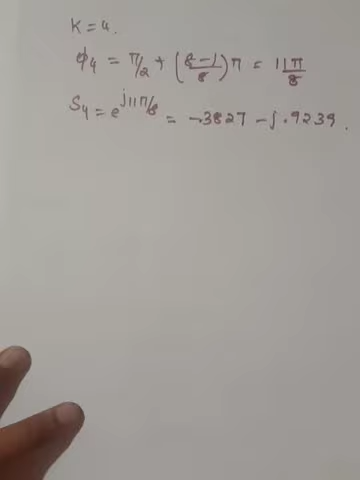 K = 4.
φ4 = π/2 + (8-1/8)π = 11π/8
S4 = e^j11π/8 = -.3827 - j.9239.